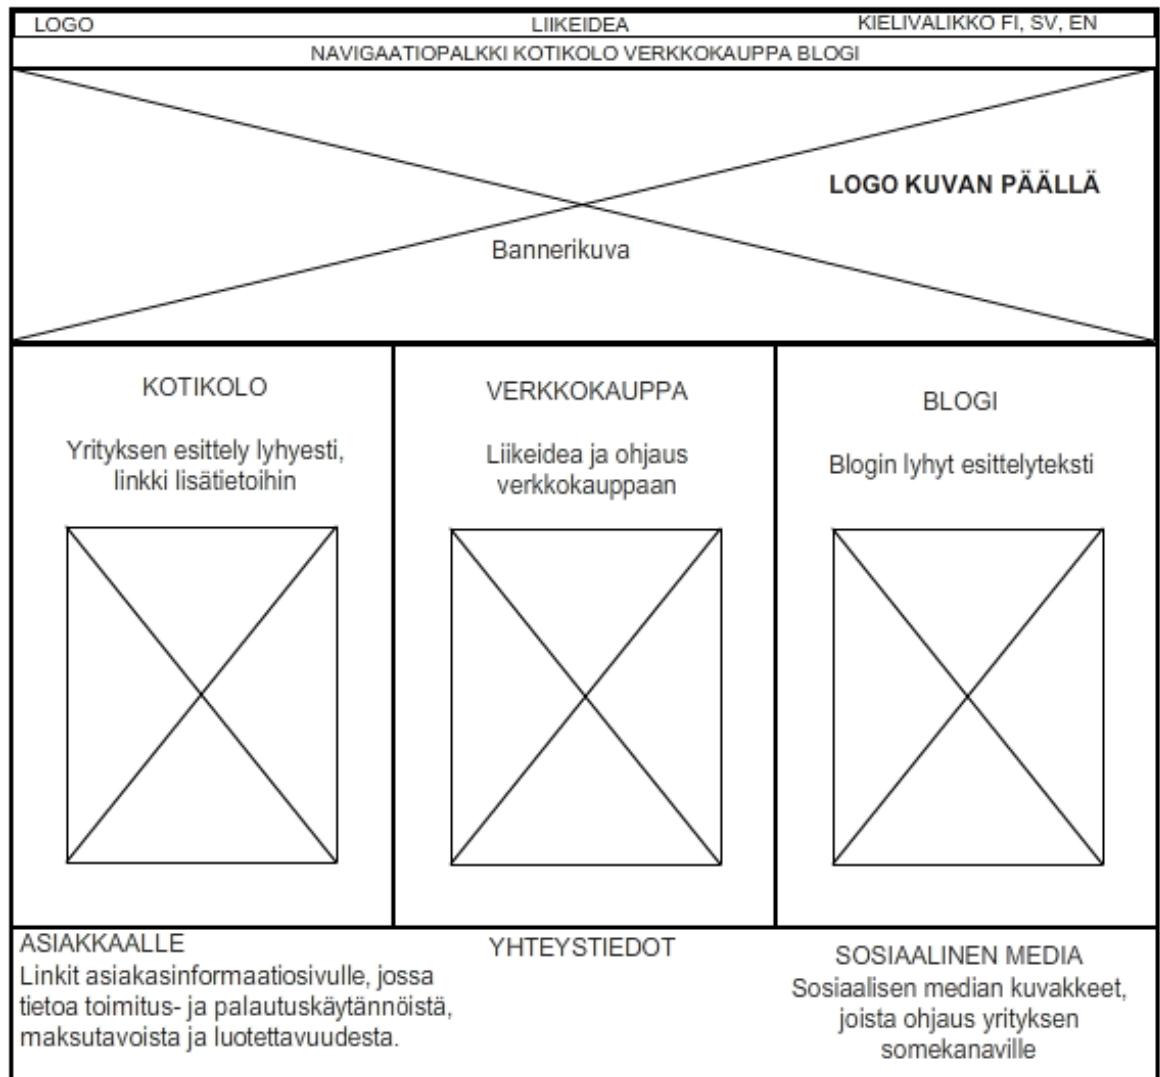 LOGO LIIKEIDEA KIELIVALIKKO FI, SV, EN
NAVIGAATIOPALKKI KOTIKOLO VERKKOKAUPPA BLOGI
LOGO KUVAN PÄÄLLÄ
Bannerikuva
KOTIKOLO
Yrityksen esittely lyhyesti,
linkki lisätietoihin
VERKKOKAUPPA
Liikeidea ja ohjaus
verkkokauppaan
BLOGI
Blogin lyhyt esittelyteksti
ASIAKKAALLE
Linkit asiakasinformaatiosivulle, jossa
tietoa toimitus- ja palautuskäytännöistä,
maksutavoista ja luotettavuudesta.
YHTEYSTIEDOT
SOSIAALINEN MEDIA
Sosiaalisen median kuvakkeet,
joista ohjaus yrityksen
somekanaville